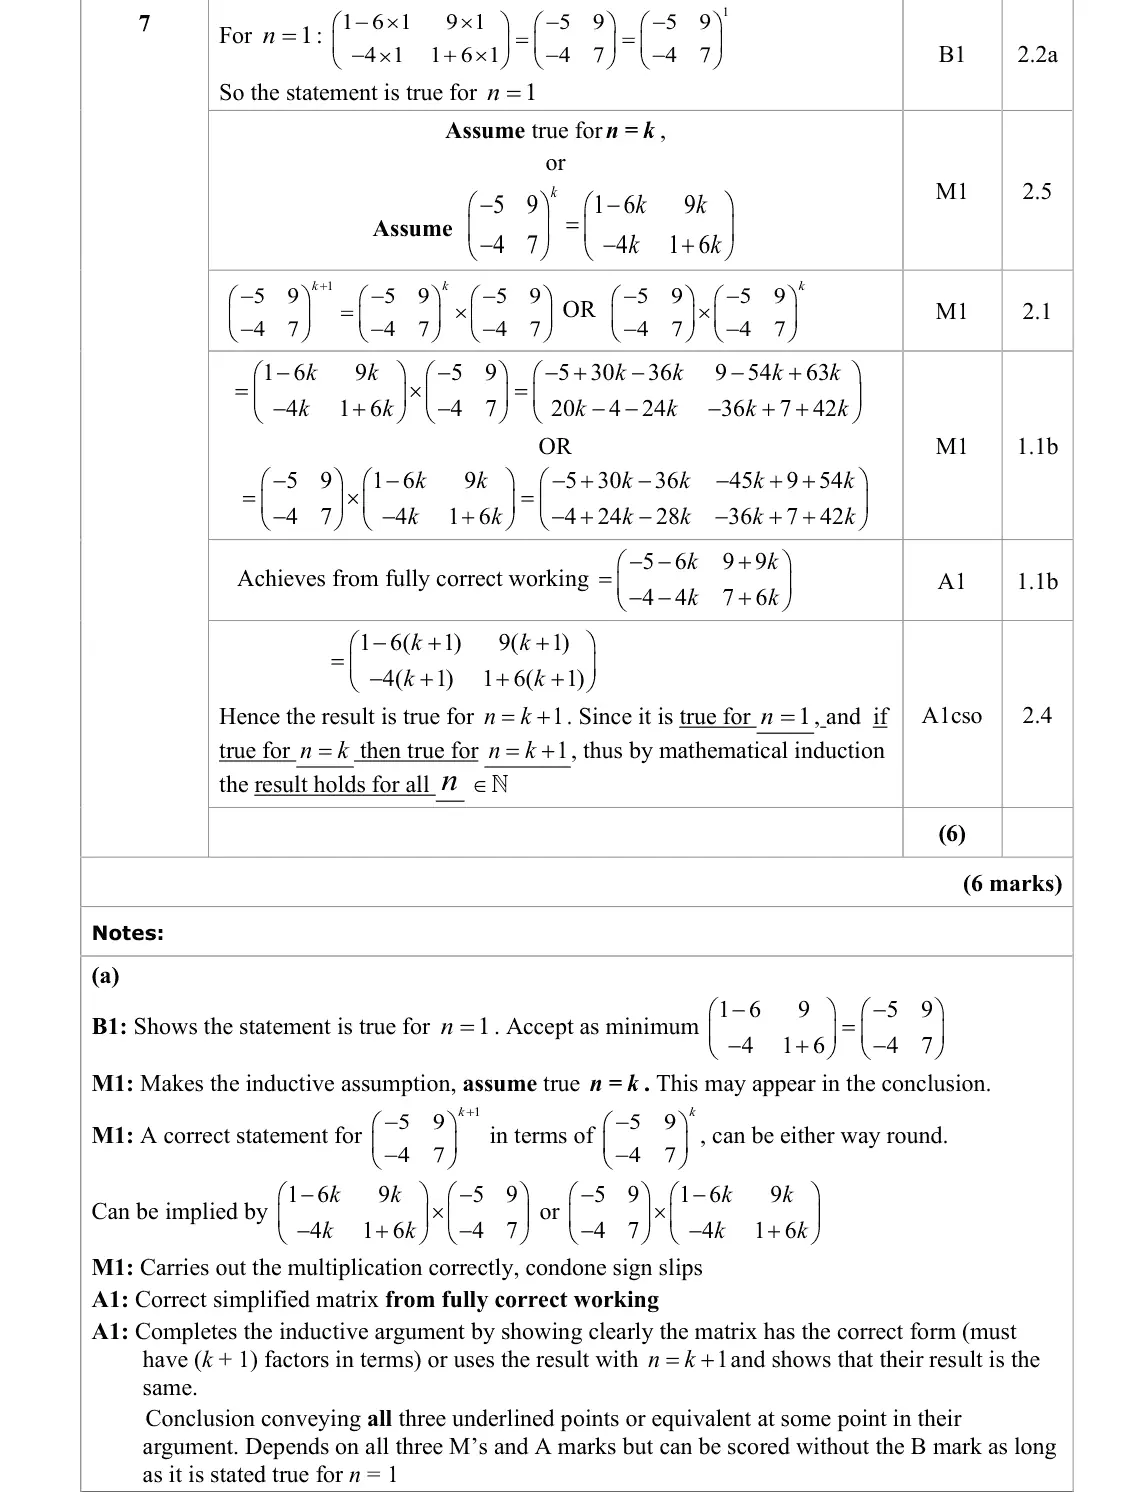 7
For n = 1 : (1−6×1 9×1 ; −4×1 1+6×1) = (−5 9 ; −4 7) = (−5 9 ; −4 7)^1
So the statement is true for n = 1
B1 2.2a
Assume true for n = k ,
or
Assume (−5 9 ; −4 7)^k = (1−6k 9k ; −4k 1+6k)
M1 2.5
(−5 9 ; −4 7)^(k+1) = (−5 9 ; −4 7)^k × (−5 9 ; −4 7) OR (−5 9 ; −4 7) × (−5 9 ; −4 7)^k
M1 2.1
= (1−6k 9k ; −4k 1+6k) × (−5 9 ; −4 7) = (−5+30k−36k 9−54k+63k ; 20k−4−24k −36k+7+42k)
OR
= (−5 9 ; −4 7) × (1−6k 9k ; −4k 1+6k) = (−5+30k−36k −45k+9+54k ; −4+24k−28k −36k+7+42k)
M1 1.1b
Achieves from fully correct working = (−5−6k 9+9k ; −4−4k 7+6k)
A1 1.1b
= (1−6(k+1) 9(k+1) ; −4(k+1) 1+6(k+1))
Hence the result is true for n = k+1. Since it is true for n = 1, and if
true for n = k then true for n = k+1, thus by mathematical induction
the result holds for all n ∈ ℕ
A1cso 2.4
(6)
(6 marks)
Notes:
(a)
B1: Shows the statement is true for n = 1. Accept as minimum (1−6 9 ; −4 1+6) = (−5 9 ; −4 7)
M1: Makes the inductive assumption, assume true n = k . This may appear in the conclusion.
M1: A correct statement for (−5 9 ; −4 7)^(k+1) in terms of (−5 9 ; −4 7)^k , can be either way round.
Can be implied by (1−6k 9k ; −4k 1+6k) × (−5 9 ; −4 7) or (−5 9 ; −4 7) × (1−6k 9k ; −4k 1+6k)
M1: Carries out the multiplication correctly, condone sign slips
A1: Correct simplified matrix from fully correct working
A1: Completes the inductive argument by showing clearly the matrix has the correct form (must
have (k + 1) factors in terms) or uses the result with n = k+1 and shows that their result is the
same.
Conclusion conveying all three underlined points or equivalent at some point in their
argument. Depends on all three M's and A marks but can be scored without the B mark as long
as it is stated true for n = 1